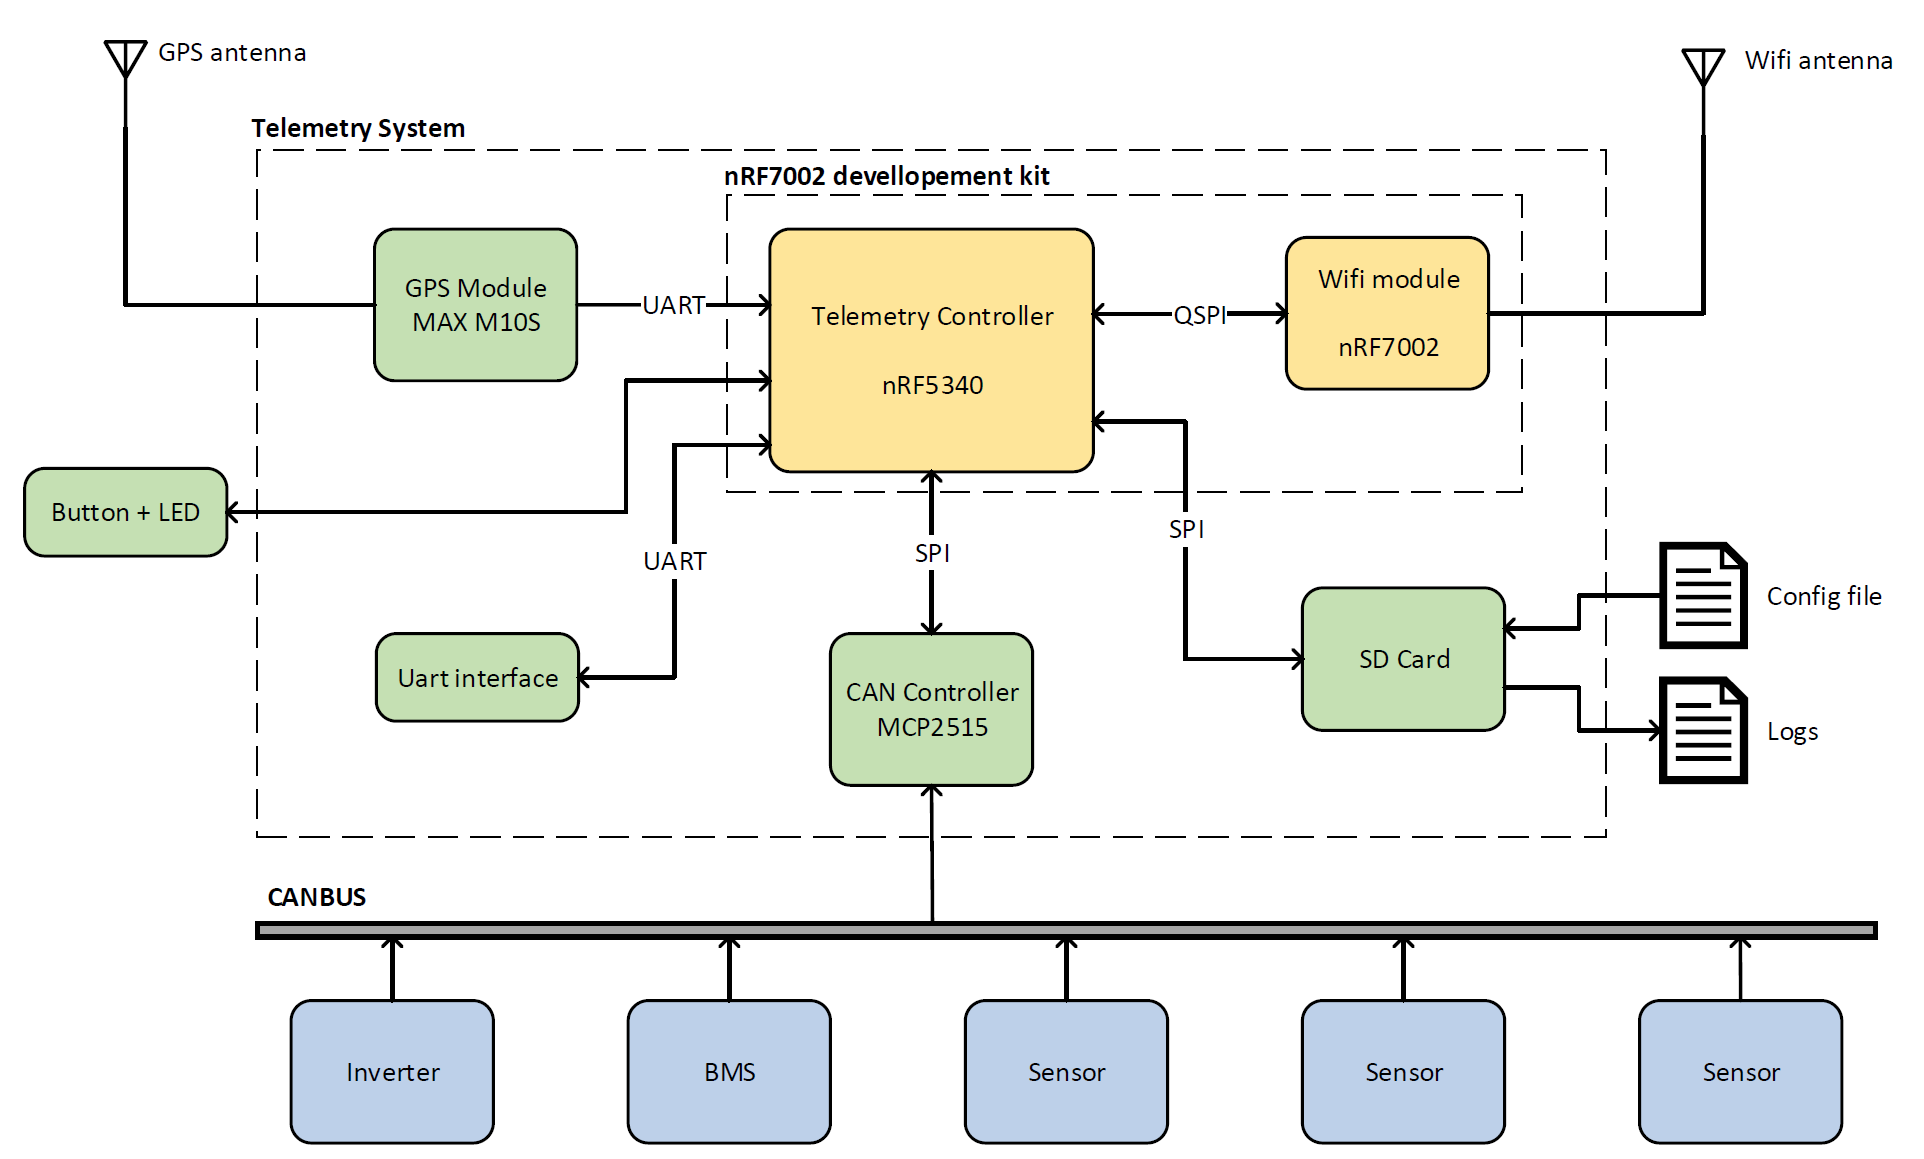 GPS antenna
Wifi antenna
Telemetry System
nRF7002 devellopement kit
GPS Module
MAX M10S
UART
Telemetry Controller
nRF5340
QSPI
Wifi module
nRF7002
Button + LED
UART
SPI
SPI
Config file
Uart interface
CAN Controller
MCP2515
SD Card
Logs
CANBUS
Inverter
BMS
Sensor
Sensor
Sensor